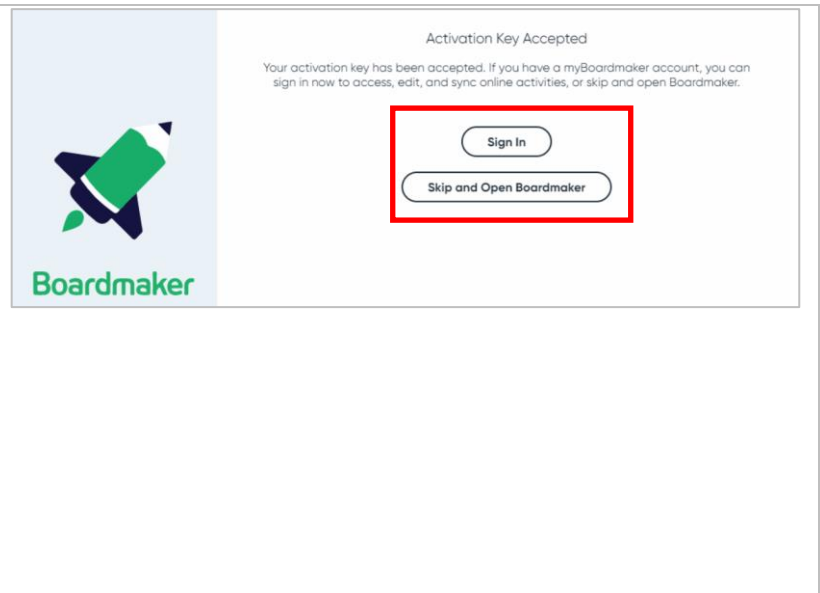 Activation Key Accepted
Your activation key has been accepted. If you have a myBoardmaker account, you can
sign in now to access, edit, and sync online activities, or skip and open Boardmaker.
Sign In
Skip and Open Boardmaker
Boardmaker